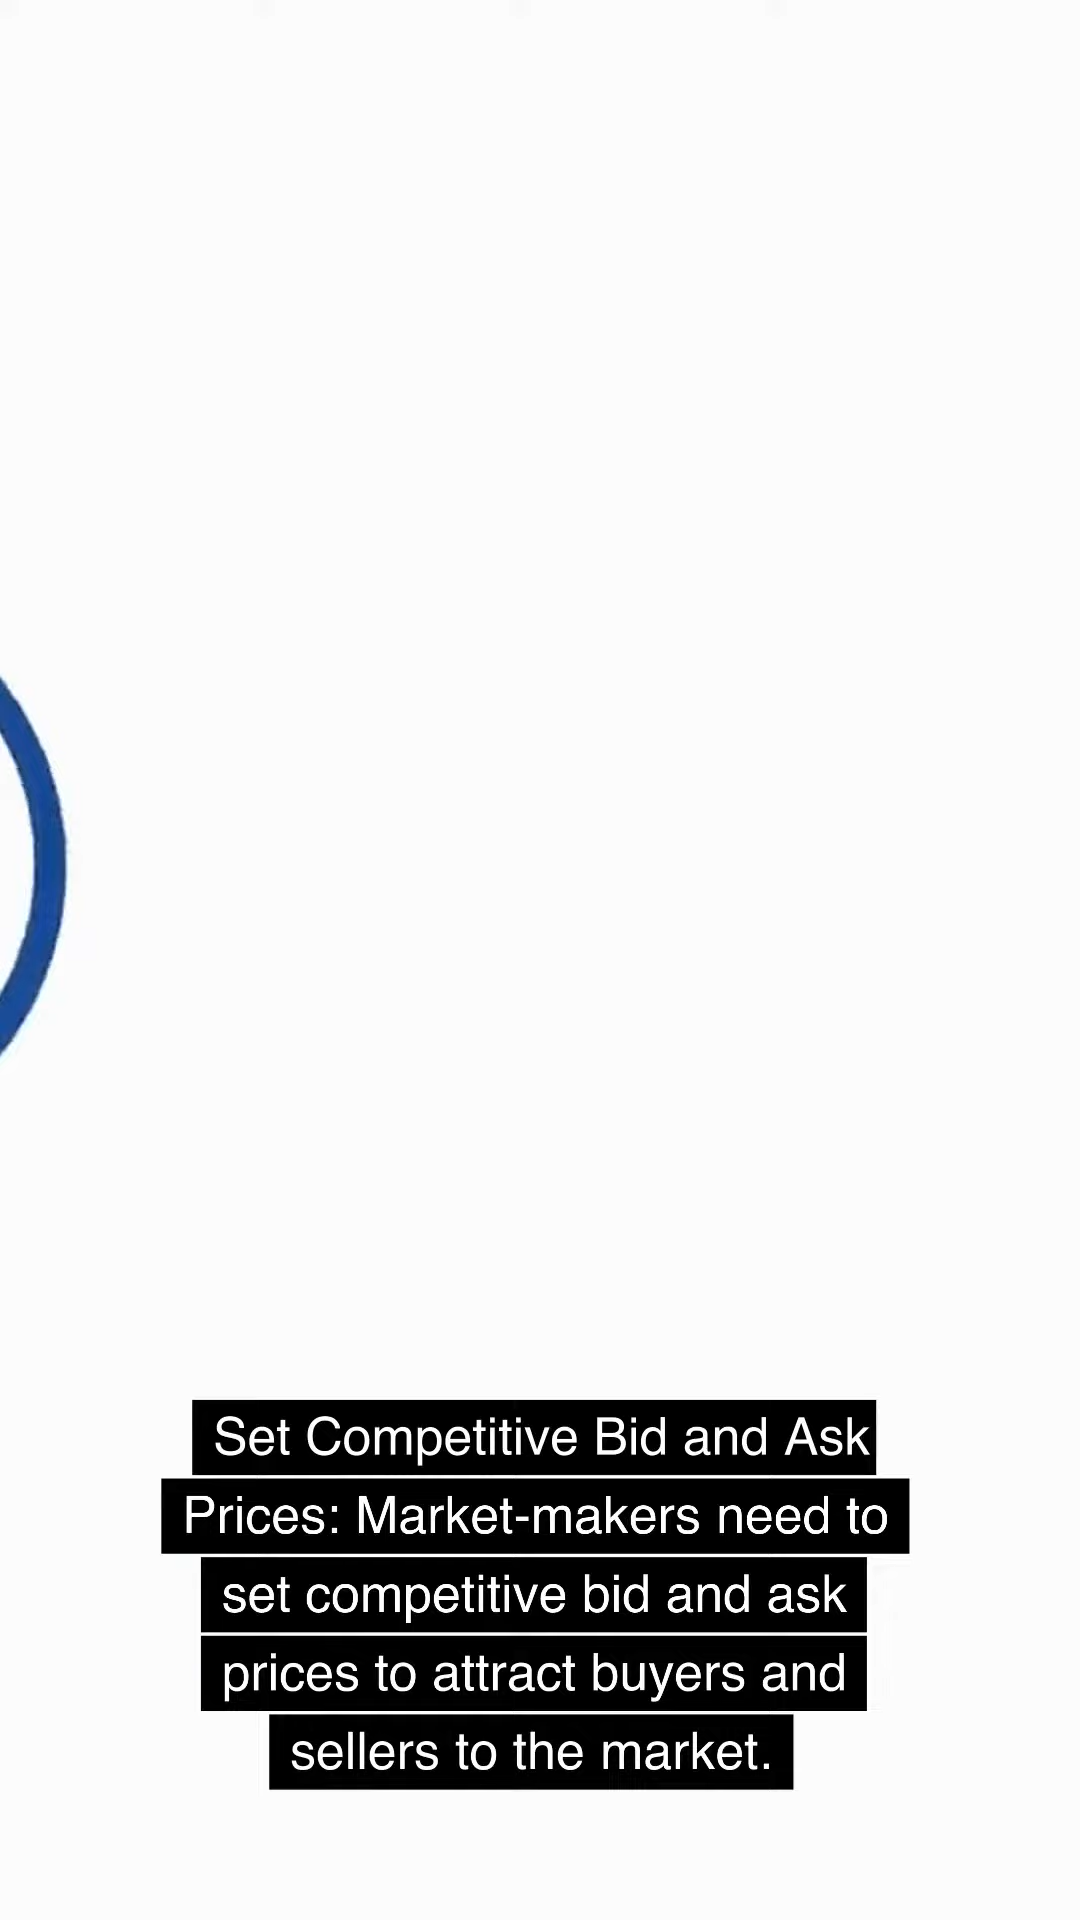 Set Competitive Bid and Ask
Prices: Market-makers need to
set competitive bid and ask
prices to attract buyers and
sellers to the market.